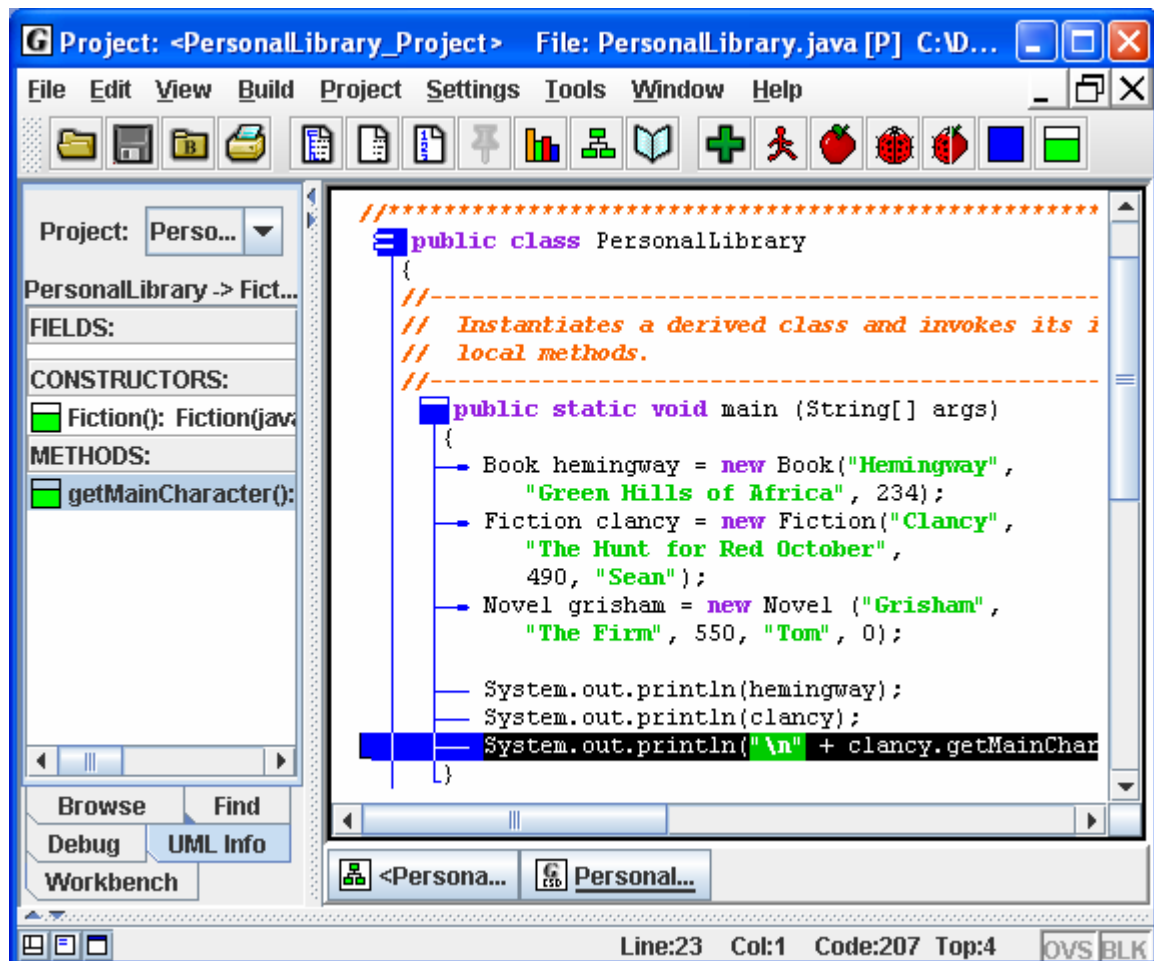 Project: <PersonalLibrary_Project> File: PersonalLibrary.java [P] C:\D...
File Edit View Build Project Settings Tools Window Help
Project: Perso...
PersonalLibrary -> Fict...
FIELDS:
CONSTRUCTORS:
Fiction(): Fiction(java
METHODS:
getMainCharacter():
Browse Find
Debug UML Info
Workbench
//***************************************************
public class PersonalLibrary
{
//------------------------------------------------
// Instantiates a derived class and invokes its i
// local methods.
//------------------------------------------------
public static void main (String[] args)
{
Book hemingway = new Book("Hemingway",
"Green Hills of Africa", 234);
Fiction clancy = new Fiction("Clancy",
"The Hunt for Red October",
490, "Sean");
Novel grisham = new Novel ("Grisham",
"The Firm", 550, "Tom", 0);
System.out.println(hemingway);
System.out.println(clancy);
System.out.println("\n" + clancy.getMainChar
}
<Persona... Personal...
Line:23 Col:1 Code:207 Top:4 OVS BLK